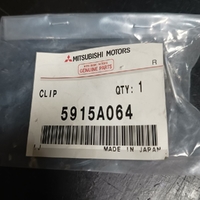 MITSUBISHI MOTORS
GENUINE PARTS
R
CLIP QTY: 1
5915A064
MADE IN JAPAN